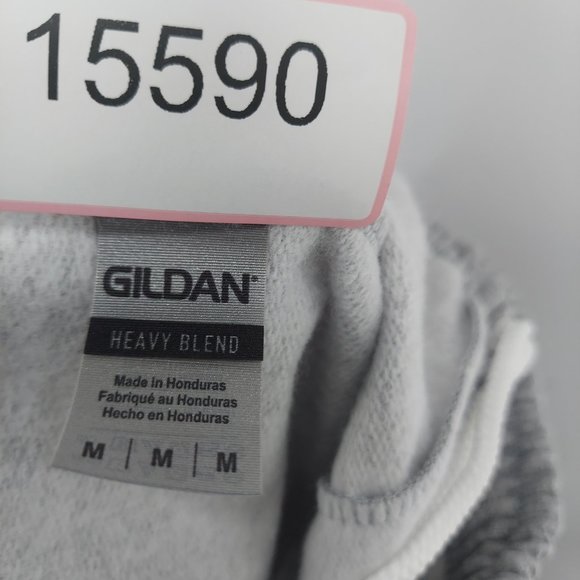 15590
GILDAN®
HEAVY BLEND
Made in Honduras
Fabriqué au Honduras
Hecho en Honduras
M | M | M